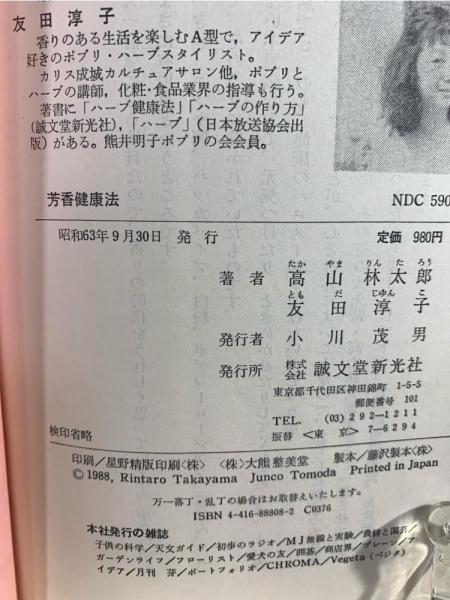 友田淳子
香りのある生活を楽しむA型で，アイデア
好きのポプリ・ハーブスタイリスト。
カリス成城カルチュアサロン他，ポプリと
ハーブの講師，化粧・食品業界の指導も行う。
著書に「ハーブ健康法」「ハーブの作り方」
(誠文堂新光社)，「ハーブ」(日本放送協会出
版)がある。熊井明子ポプリの会会員。
芳香健康法 NDC 590
昭和63年9月30日 発行 定価 980円
たか やま りん た ろう
著者 高山林太郎
とも だ じゆん こ
友田淳子
発行者 小川茂男
発行所 株式会社 誠文堂新光社
東京都千代田区神田錦町 1-5-5
郵便番号 101
TEL. (03) 292-1211
検印省略 振替 <東京> 7-6294
印刷/星野精版印刷<株> <株>大熊整美堂 製本/藤沢製本<株>
© 1988, Rintaro Takayama Junco Tomoda Printed in Japan
万一落丁・乱丁の場合はお取替えいたします。
ISBN 4-416-88808-2 C0376
本社発行の雑誌
子供の科学/天文ガイド/初歩のラジオ/MJ無線と実験/農耕と園芸/
ガーデンライフ/フローリスト/愛犬の友/囲碁/商店界/ブレーン/ア
イデア/月刊 芽/ポートフォリオ/CHROMA/Vegeta(ベジタ)